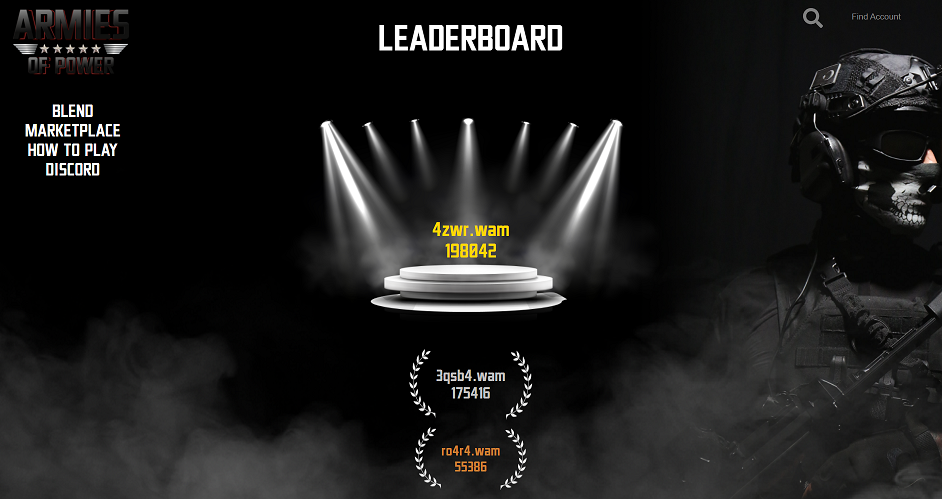 ARMIES
OF POWER
LEADERBOARD
Find Account
BLEND
MARKETPLACE
HOW TO PLAY
DISCORD
4zwr.wam
198042
3qsb4.wam
175416
ro4r4.wam
55386